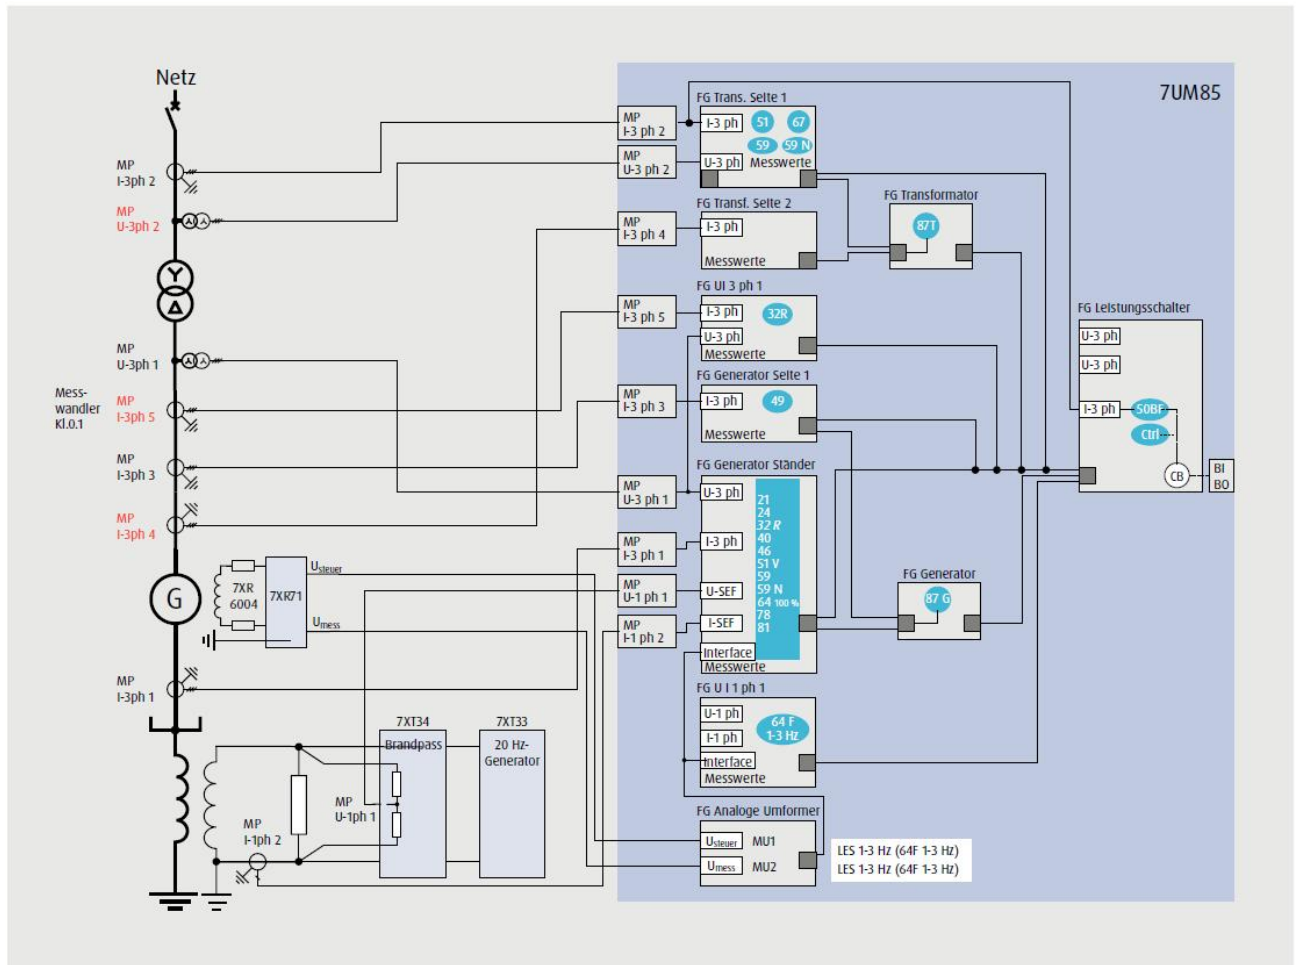 Netz
MP
I-3ph 2
MP
U-3ph 2
MP
U-3ph 1
Mess-
wandler
Kl.0.1
MP
I-3ph 5
MP
I-3ph 3
MP
I-3ph 4
G
7XR
6004
7XR71
Usteuer
Umess
MP
I-3ph 1
7XT34
Brandpass
7XT33
20 Hz-
Generator
MP
U-1ph 1
MP
I-1ph 2
7UM85
MP
I-3 ph 2
MP
U-3 ph 2
MP
I-3 ph 4
MP
I-3 ph 5
MP
I-3 ph 3
MP
U-3 ph 1
MP
I-3 ph 1
MP
U-1 ph 1
MP
I-1 ph 2
FG Trans. Seite 1
I-3 ph
51
67
59
59 N
U-3 ph
Messwerte
FG Transf. Seite 2
I-3 ph
Messwerte
FG Transformator
87T
FG UI 3 ph 1
I-3 ph
32R
U-3 ph
Messwerte
FG Generator Seite 1
I-3 ph
49
Messwerte
FG Generator Ständer
U-3 ph
I-3 ph
U-SEF
I-SEF
Interface
Messwerte
21
24
32 R
40
46
51 V
59
59 N
64 100 %
78
81
FG Generator
87 G
FG U I 1 ph 1
U-1 ph
I-1 ph
Interface
Messwerte
64 F
1-3 Hz
FG Analoge Umformer
Usteuer
MU1
Umess
MU2
LES 1-3 Hz (64F 1-3 Hz)
LES 1-3 Hz (64F 1-3 Hz)
FG Leistungsschalter
U-3 ph
U-3 ph
I-3 ph
50BF
Ctrl
CB
BI
BO